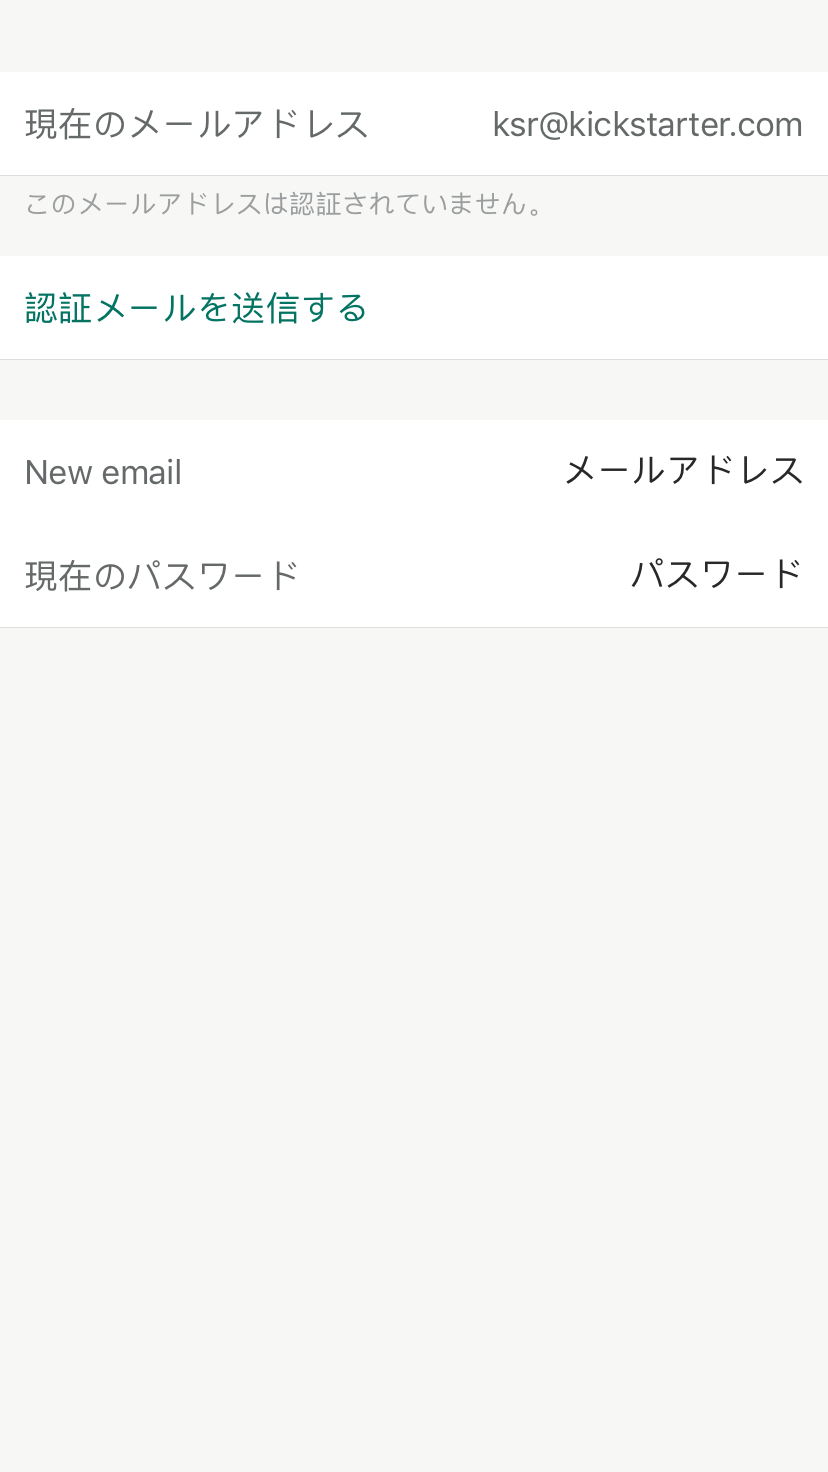 現在のメールアドレス ksr@kickstarter.com
このメールアドレスは認証されていません。
認証メールを送信する
New email メールアドレス
現在のパスワード パスワード